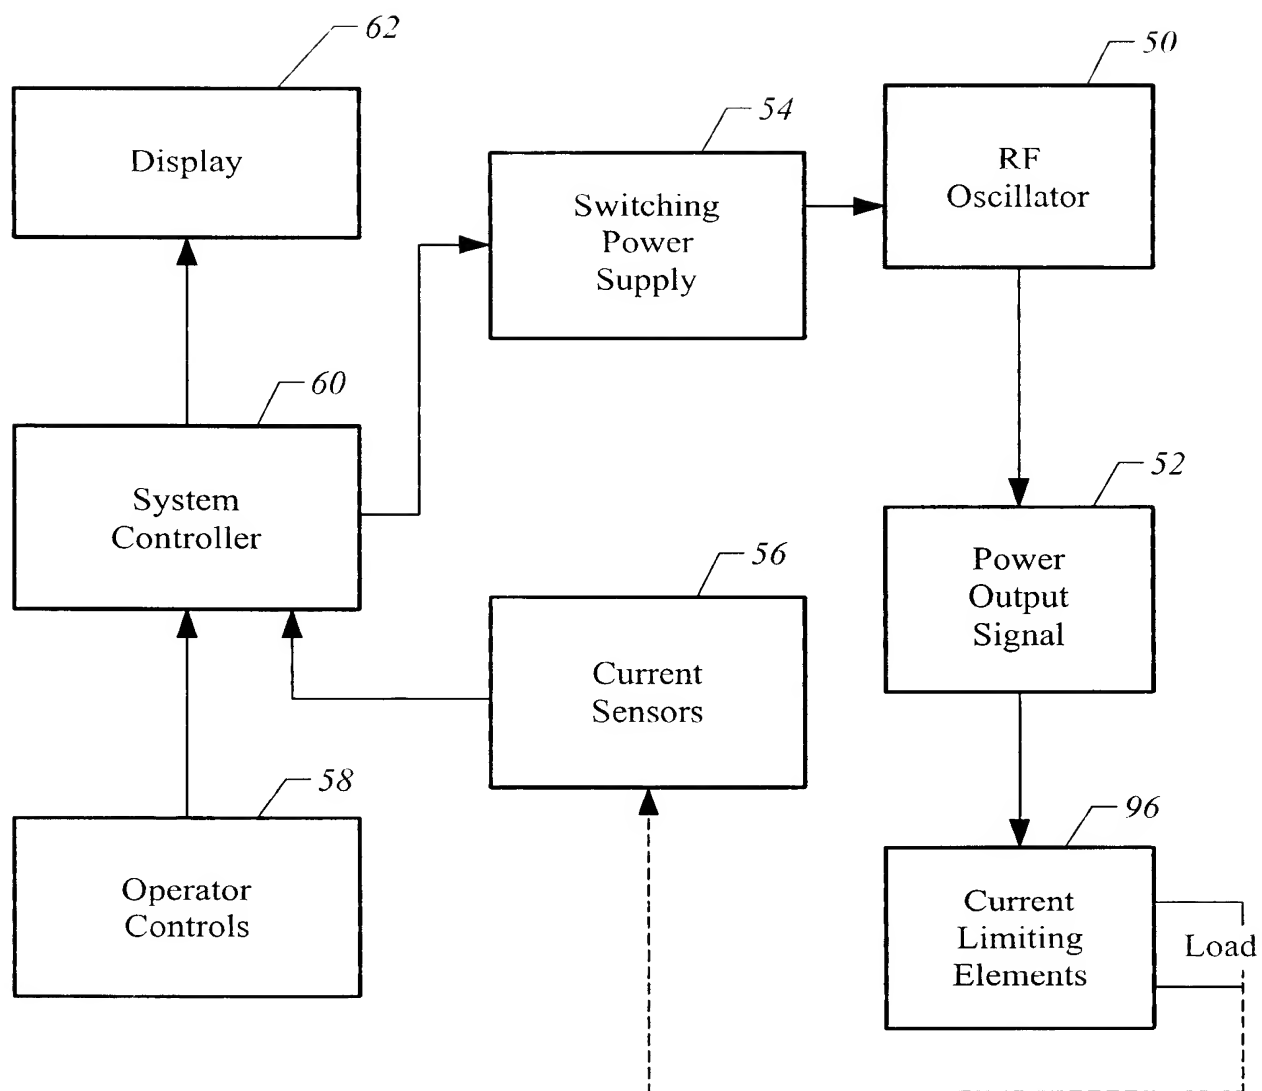 62
Display
54
Switching
Power
Supply
50
RF
Oscillator
60
System
Controller
56
Current
Sensors
52
Power
Output
Signal
58
Operator
Controls
96
Current
Limiting
Elements
Load